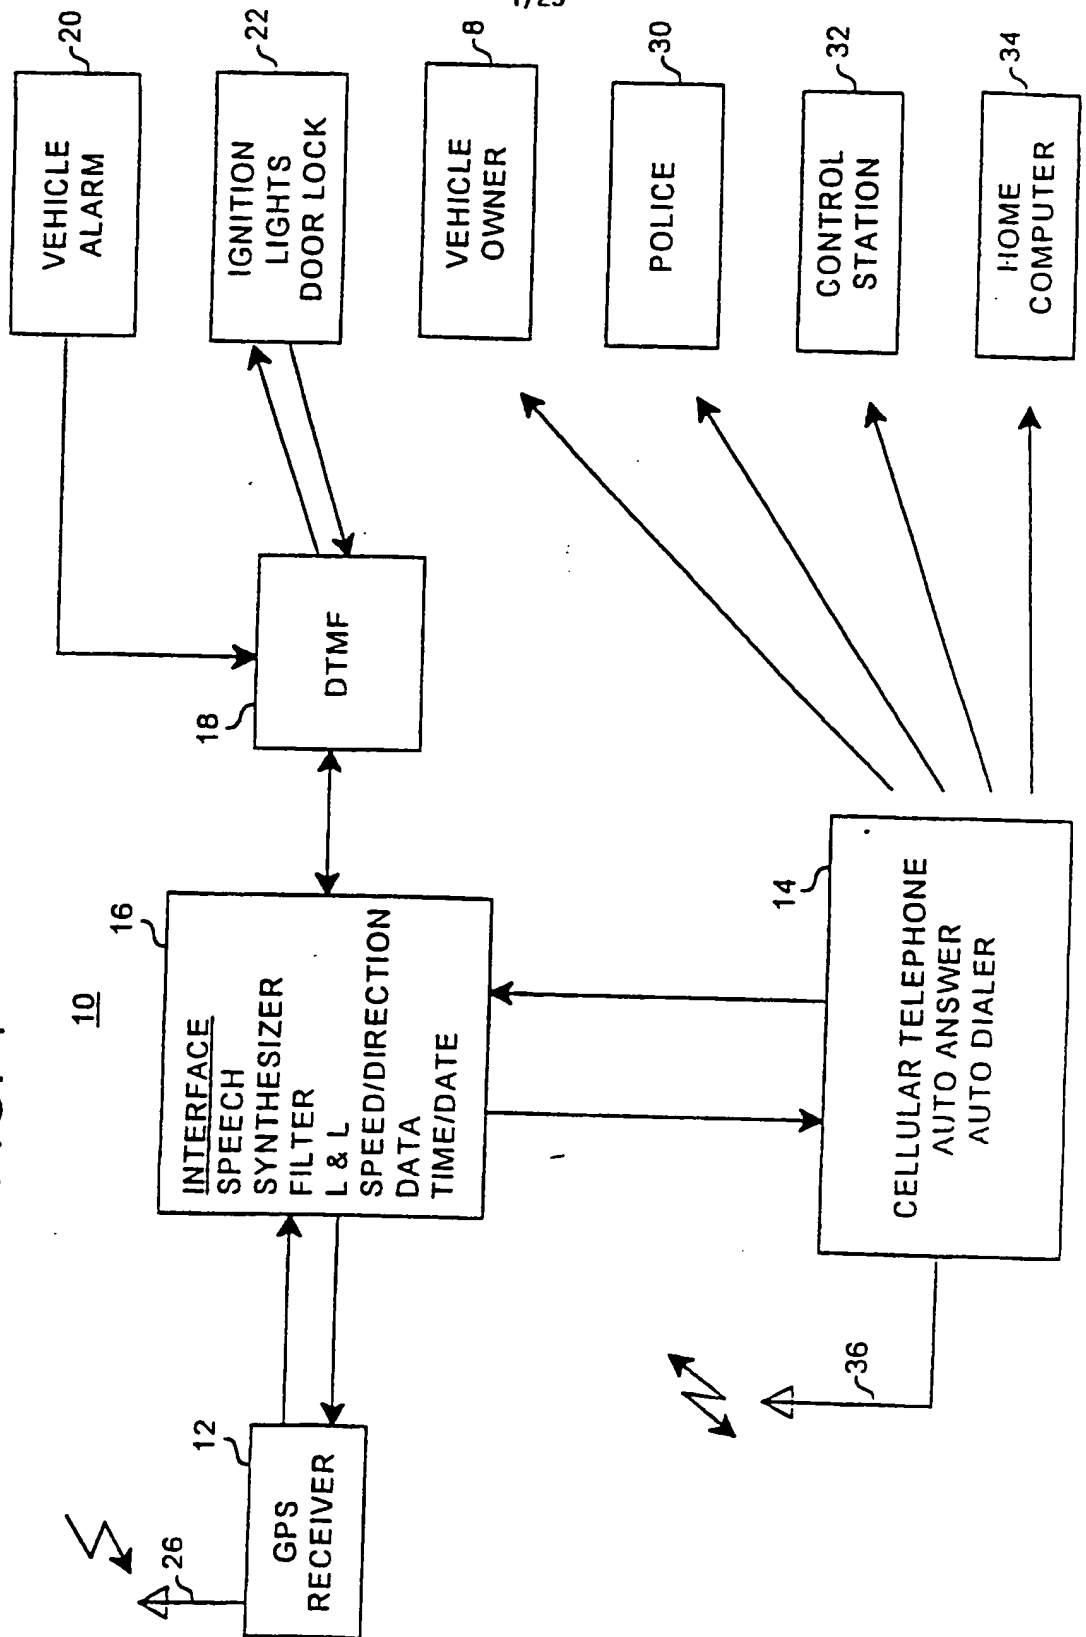 1/25
10
20
VEHICLE
ALARM
22
IGNITION
LIGHTS
DOOR LOCK
8
VEHICLE
OWNER
30
POLICE
32
CONTROL
STATION
34
HOME
COMPUTER
18
DTMF
16
INTERFACE
SPEECH
SYNTHESIZER
FILTER
L & L
SPEED/DIRECTION
DATA
TIME/DATE
14
CELLULAR TELEPHONE
AUTO ANSWER
AUTO DIALER
12
GPS
RECEIVER
26
36